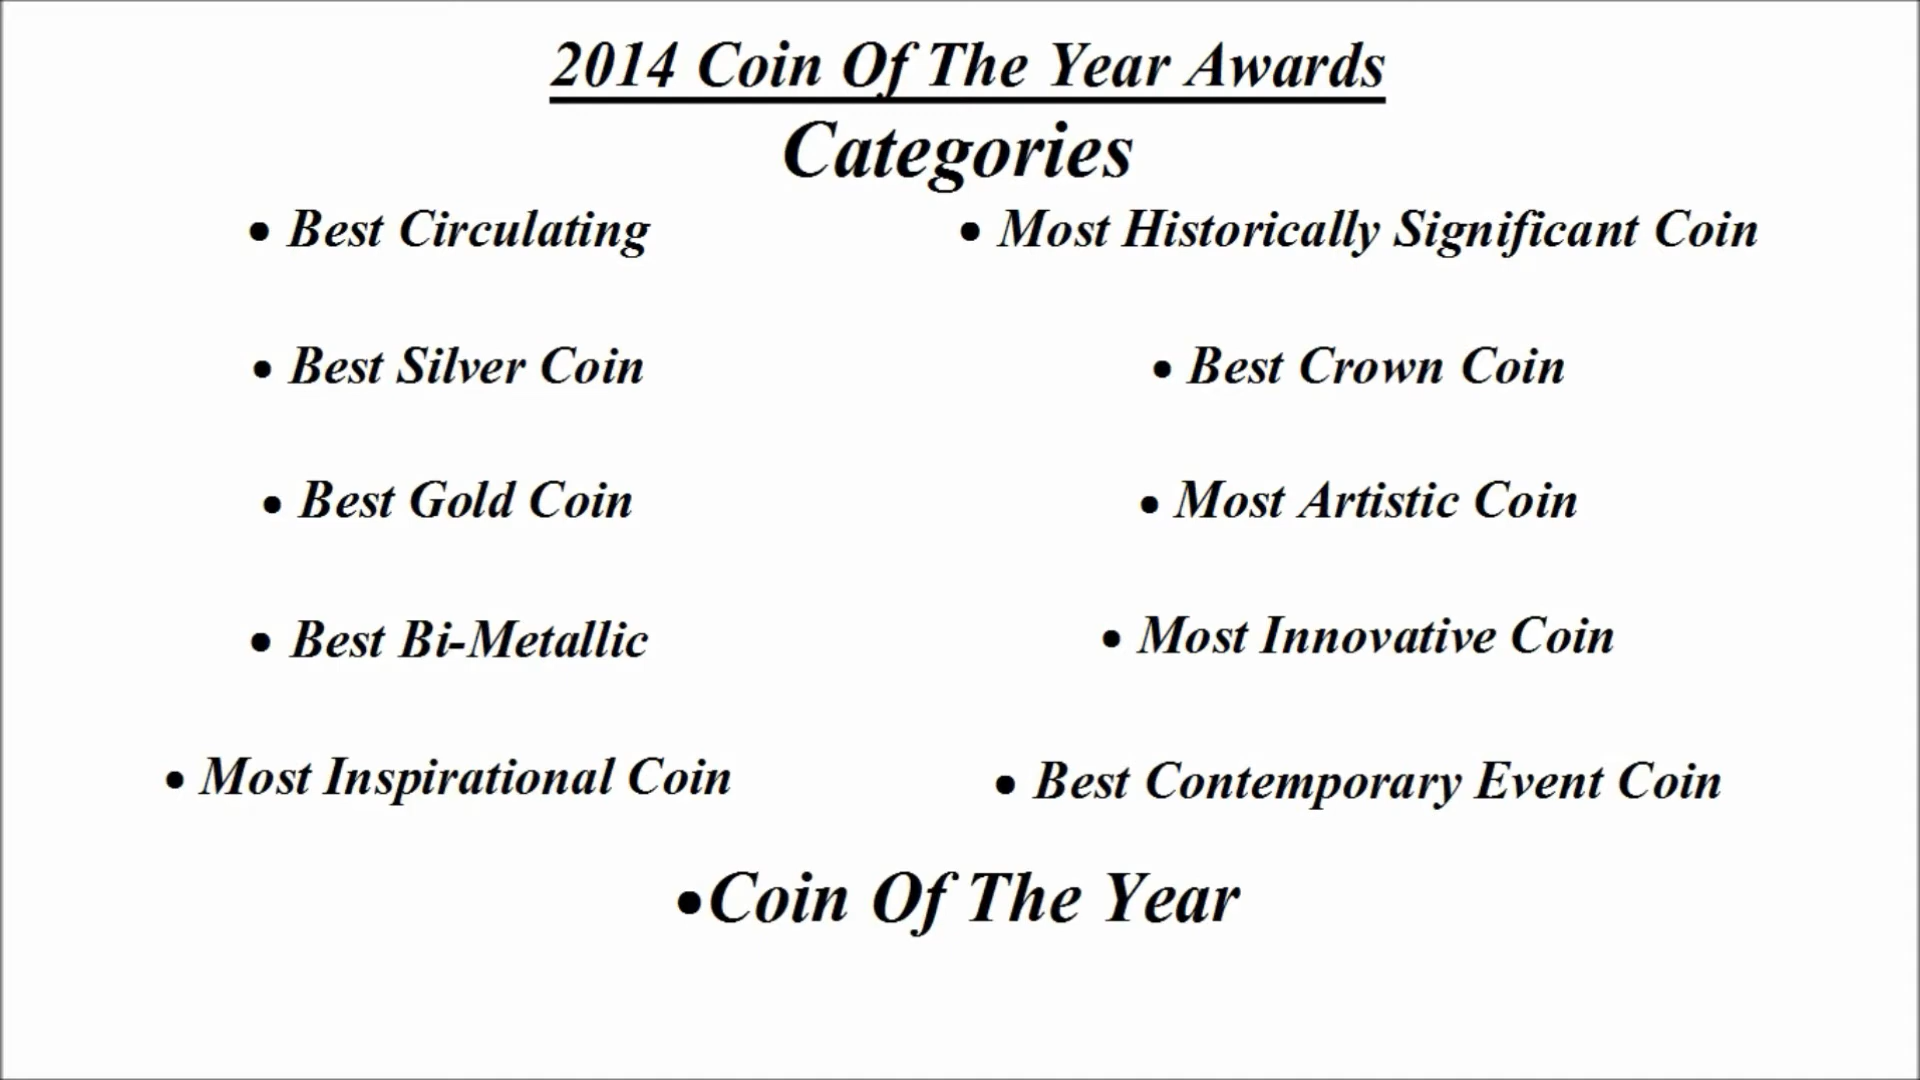 2014 Coin Of The Year Awards
Categories
• Best Circulating
• Most Historically Significant Coin
• Best Silver Coin
• Best Crown Coin
• Best Gold Coin
• Most Artistic Coin
• Best Bi-Metallic
• Most Innovative Coin
• Most Inspirational Coin
• Best Contemporary Event Coin
•Coin Of The Year